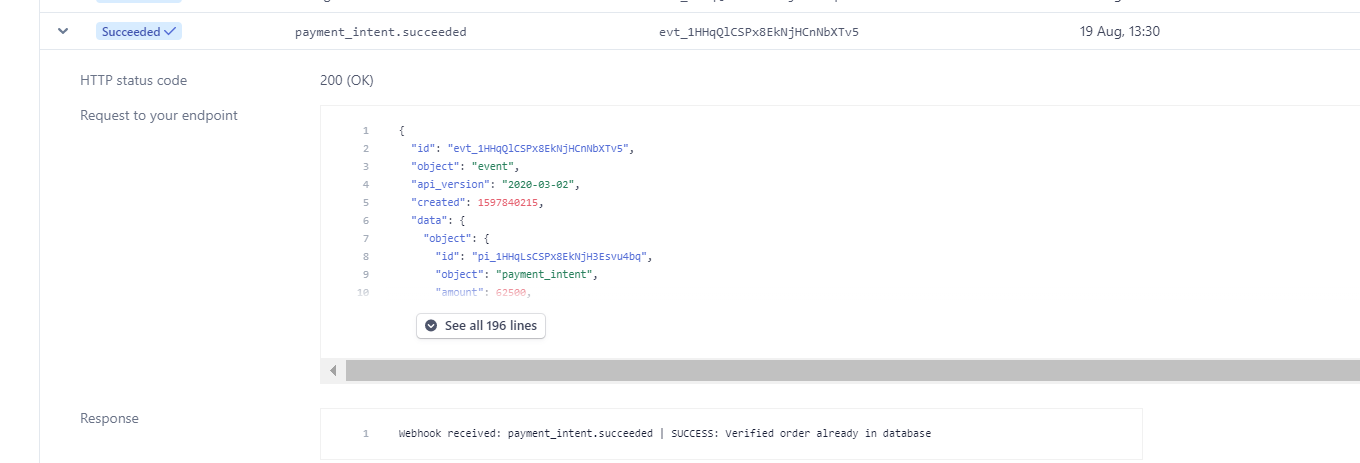 Succeeded payment_intent.succeeded evt_1HHqQlCSPx8EkNjHCnNbXTv5 19 Aug, 13:30
HTTP status code 200 (OK)
Request to your endpoint
1 {
2 "id": "evt_1HHqQlCSPx8EkNjHCnNbXTv5",
3 "object": "event",
4 "api_version": "2020-03-02",
5 "created": 1597840215,
6 "data": {
7 "object": {
8 "id": "pi_1HHqLsCSPx8EkNjH3Esvu4bq",
9 "object": "payment_intent",
10 "amount": 62500,
See all 196 lines
Response
1 Webhook received: payment_intent.succeeded | SUCCESS: Verified order already in database